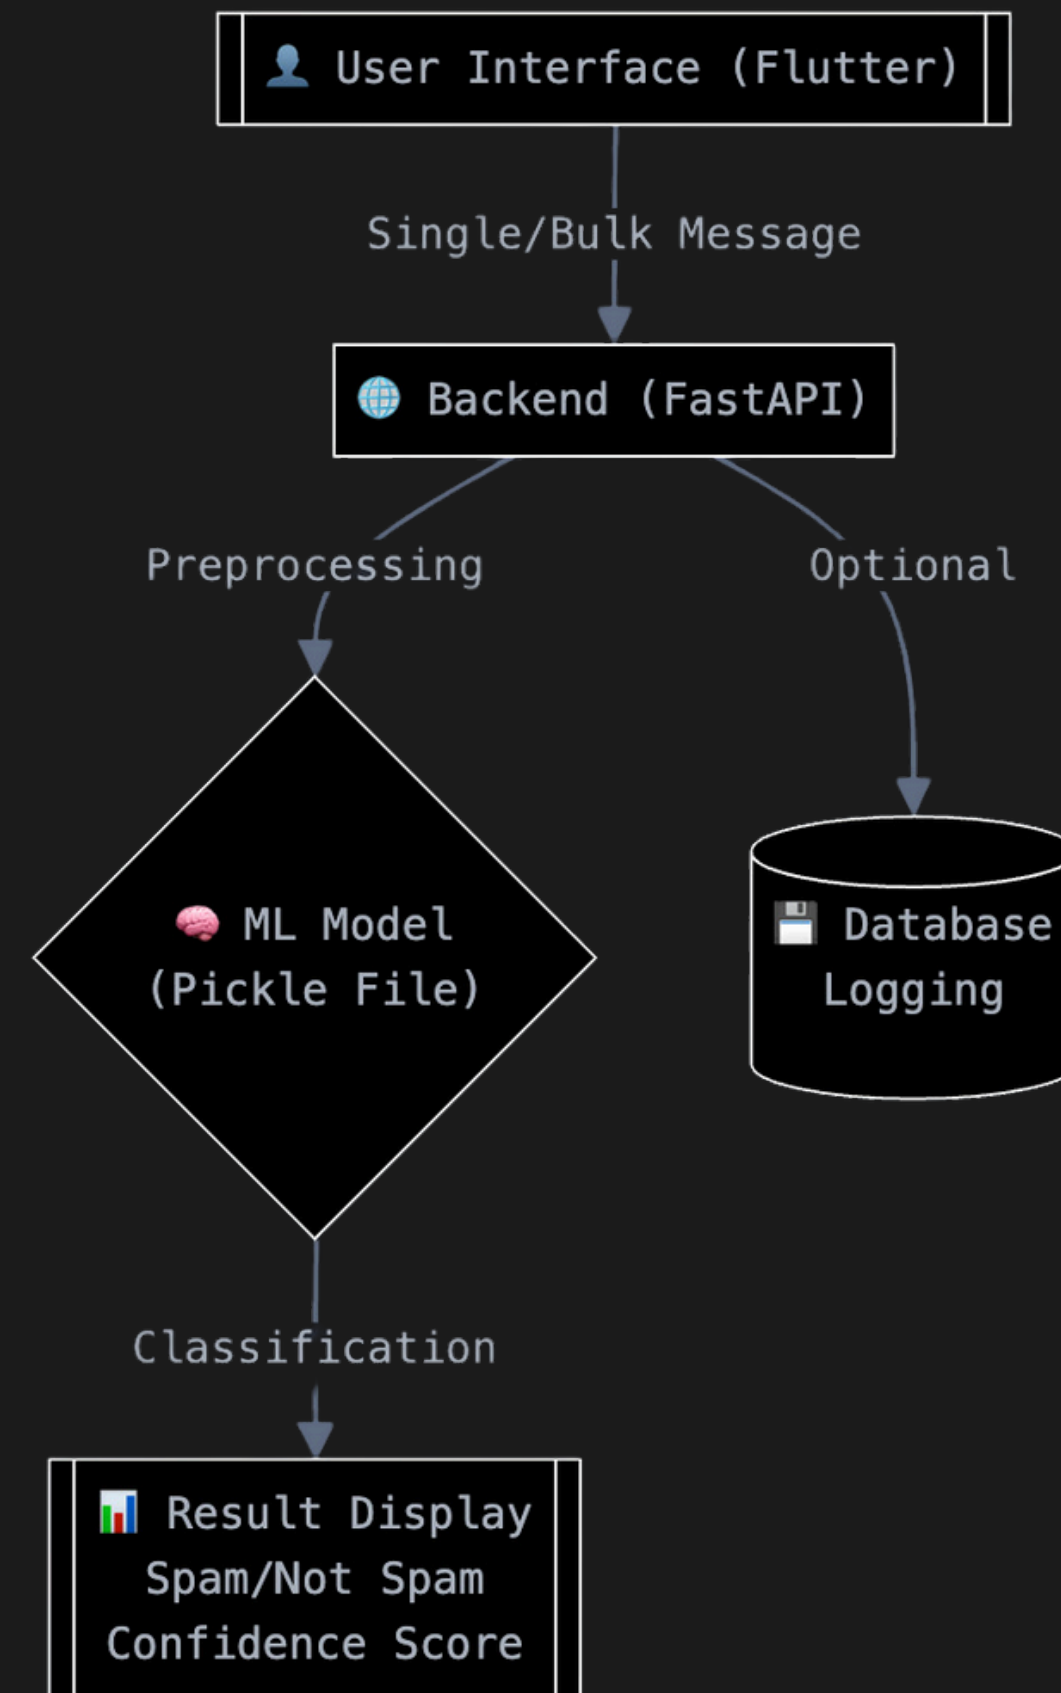 User Interface (Flutter)
Single/Bulk Message
Backend (FastAPI)
Preprocessing
Optional
ML Model
(Pickle File)
Database
Logging
Classification
Result Display
Spam/Not Spam
Confidence Score